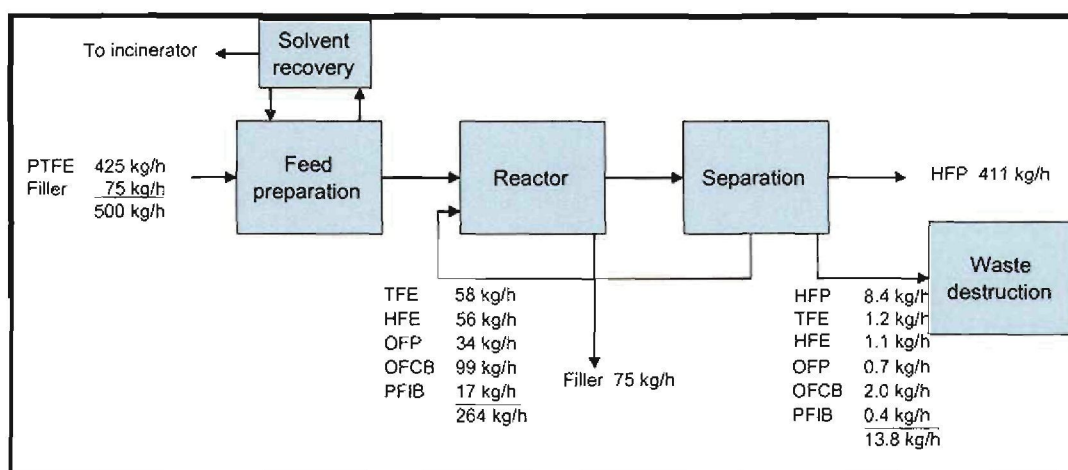 To incinerator
Solvent
recovery
PTFE 425 kg/h
Filler 75 kg/h
500 kg/h
Feed
preparation
Reactor
Separation
HFP 411 kg/h
TFE 58 kg/h
HFE 56 kg/h
OFP 34 kg/h
OFCB 99 kg/h
PFIB 17 kg/h
264 kg/h
Filler 75 kg/h
HFP 8.4 kg/h
TFE 1.2 kg/h
HFE 1.1 kg/h
OFP 0.7 kg/h
OFCB 2.0 kg/h
PFIB 0.4 kg/h
13.8 kg/h
Waste
destruction